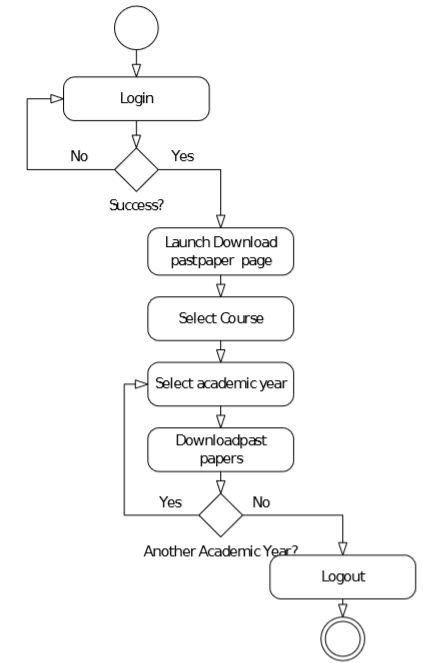 Login
No
Yes
Success?
Launch Download
pastpaper page
Select Course
Select academic year
Downloadpast
papers
Yes
No
Another Academic Year?
Logout